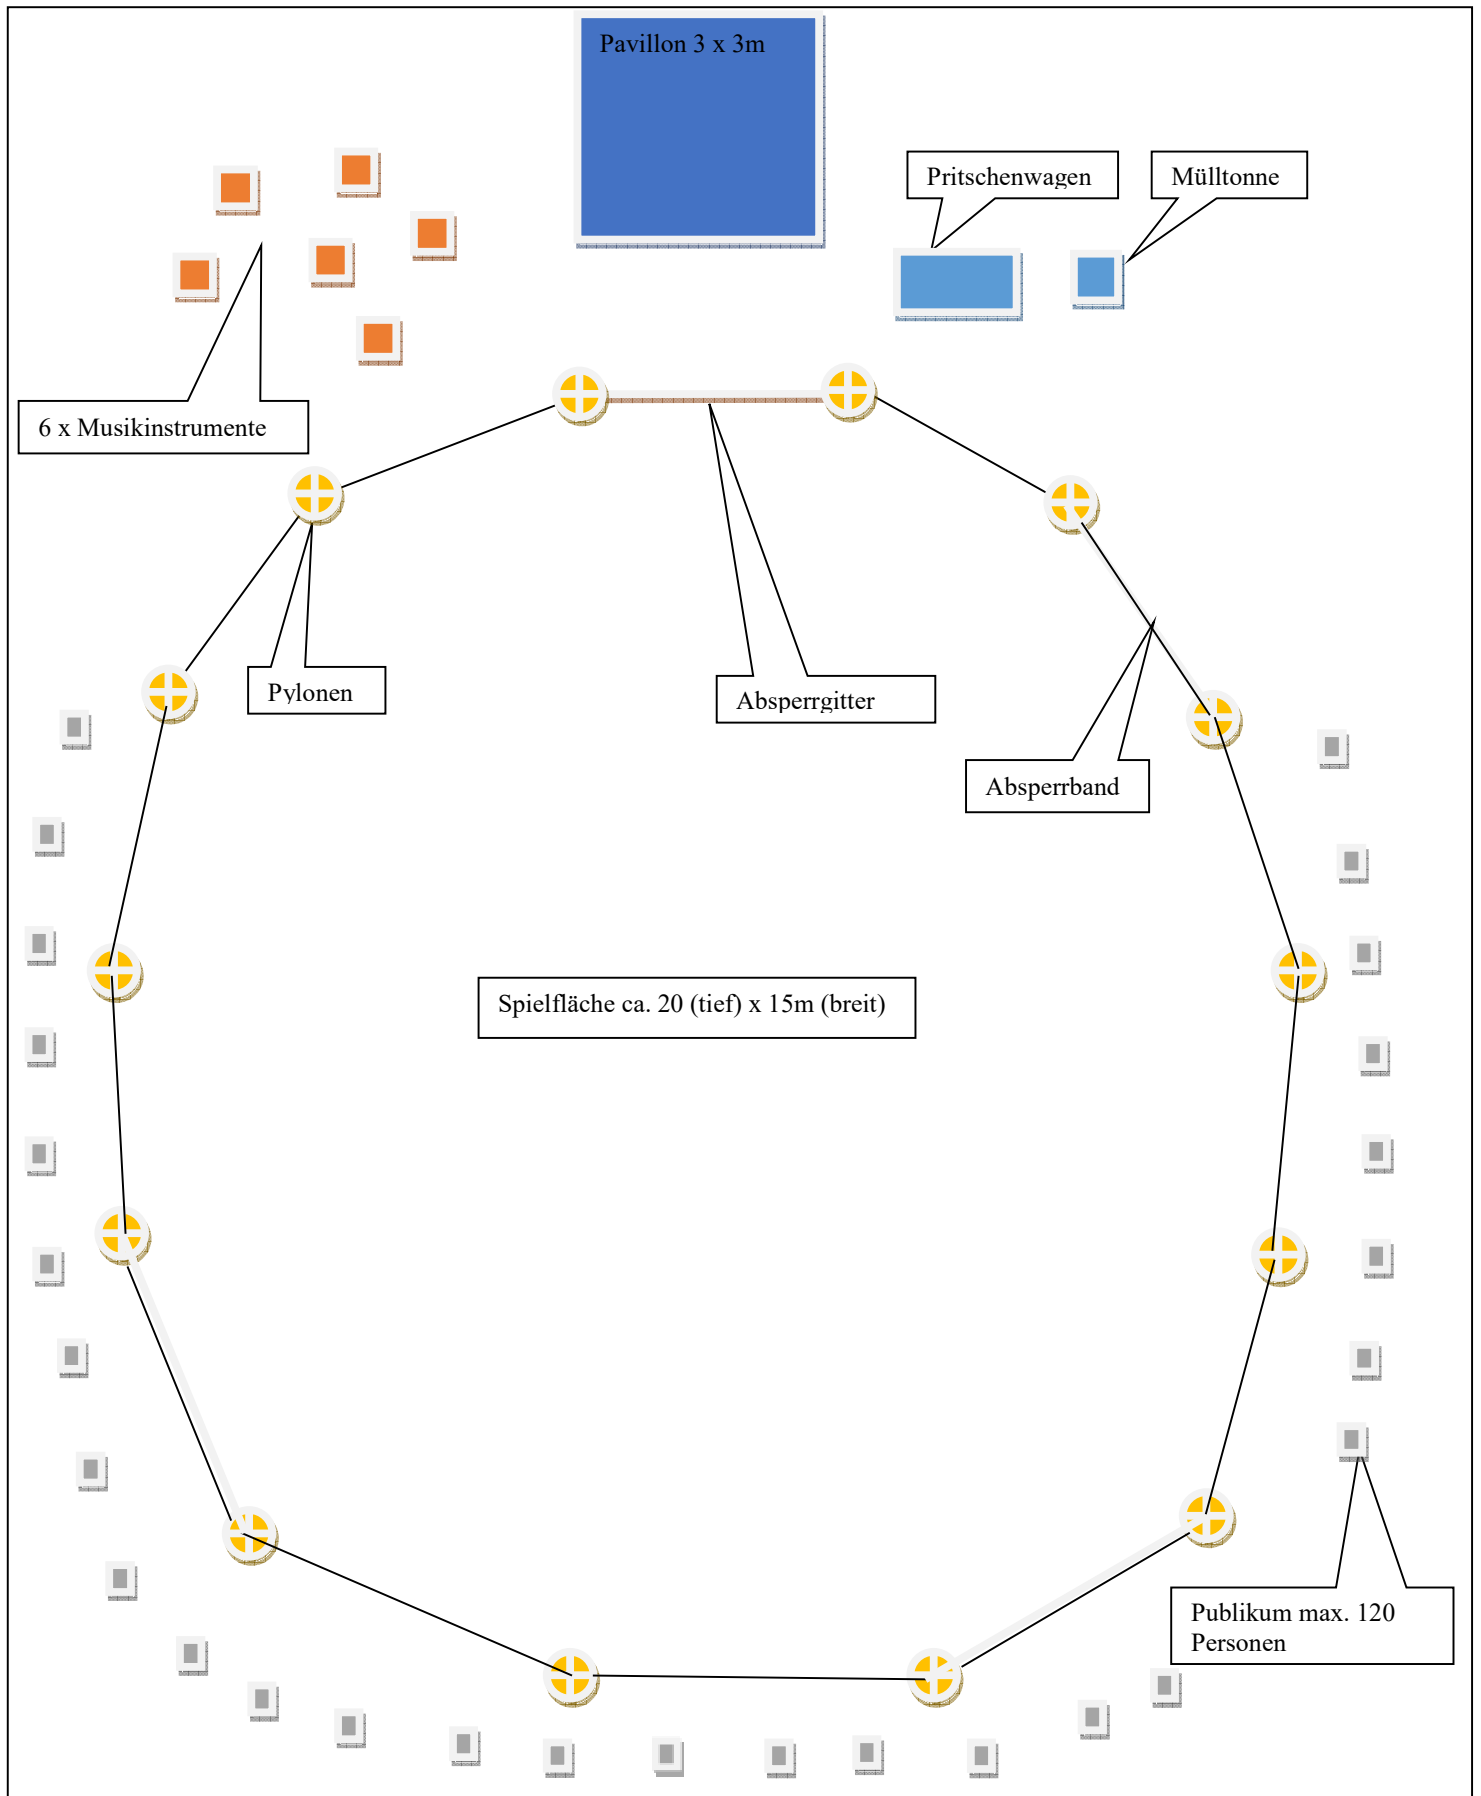 Pavillon 3 x 3m
Pritschenwagen
Mülltonne
6 x Musikinstrumente
Pylonen
Absperrgitter
Absperrband
Spielfläche ca. 20 (tief) x 15m (breit)
Publikum max. 120
Personen